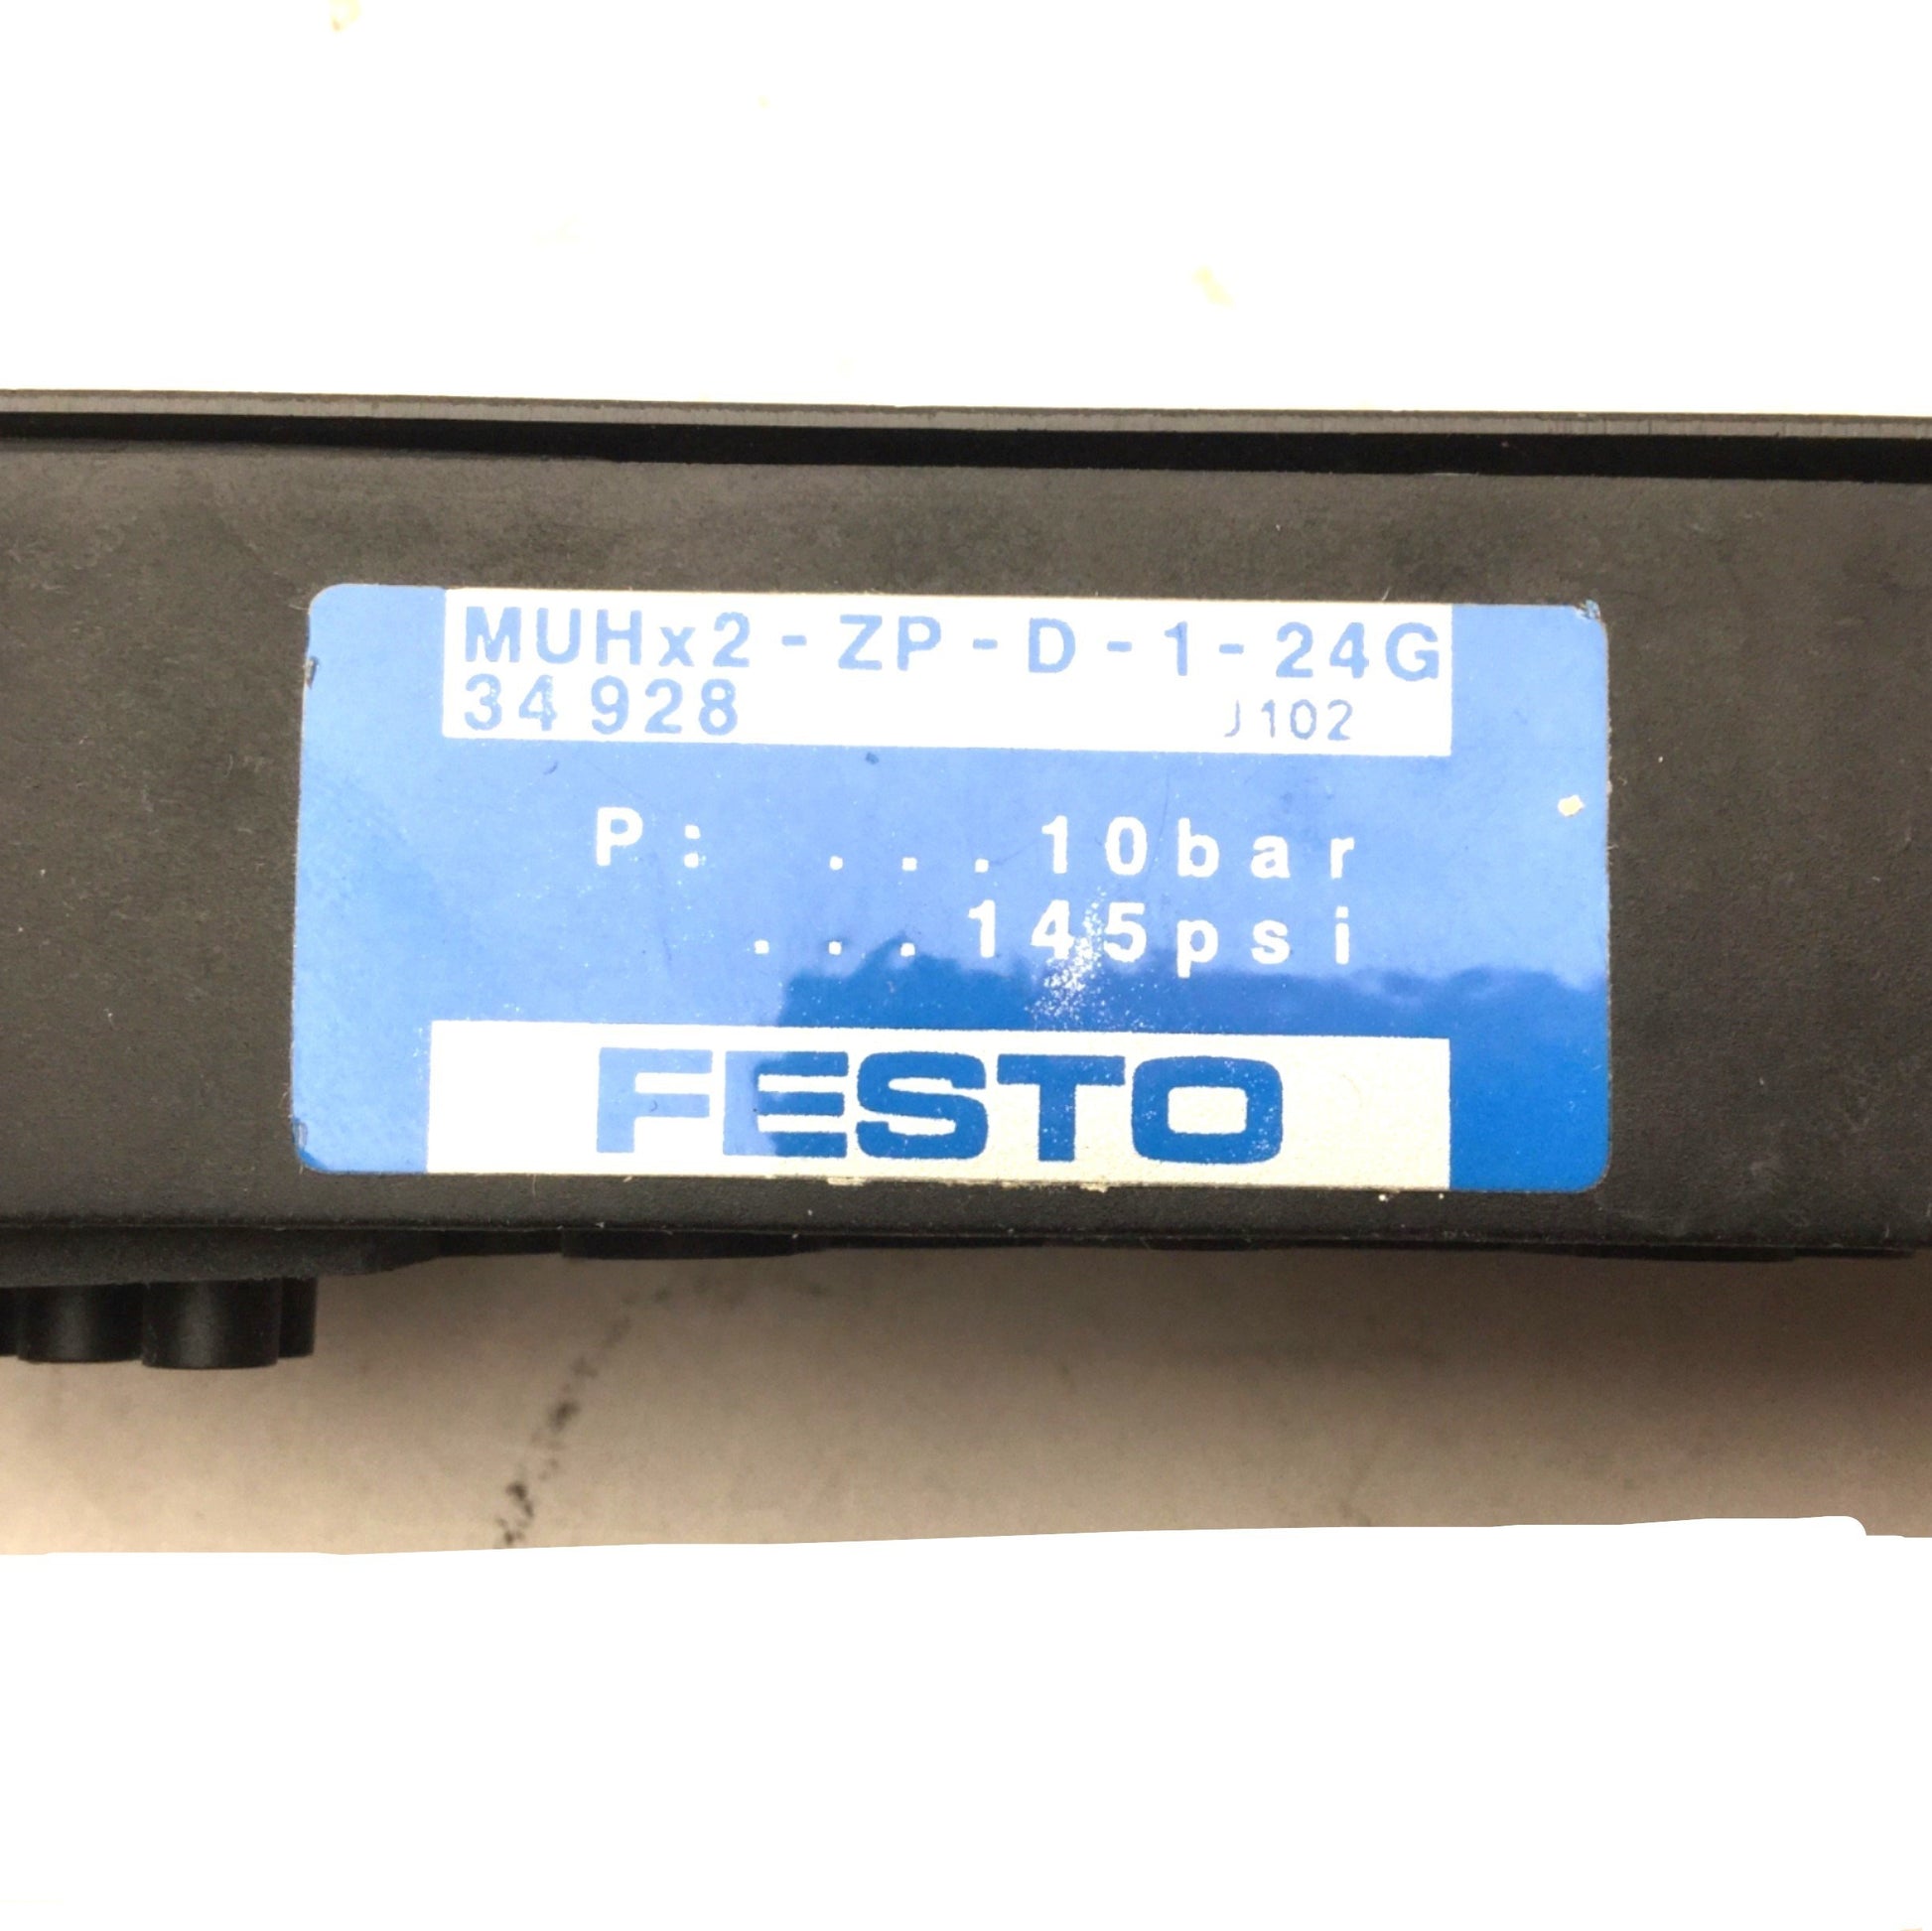 MUHx2-ZP-D-1-24G
34 928 J102
P: ...10bar
...145psi
FESTO